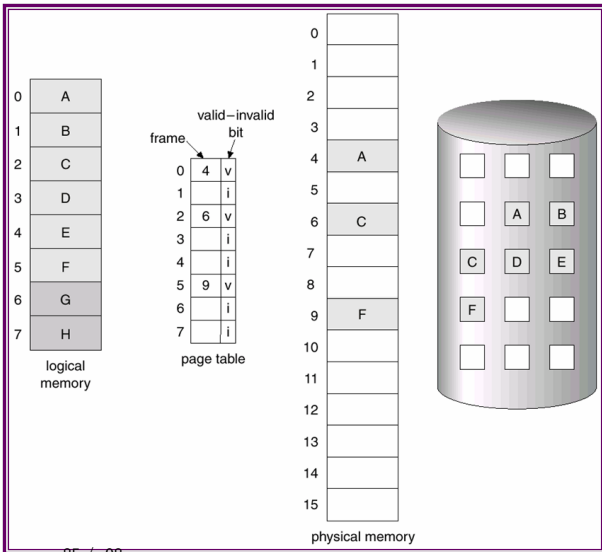 0 A
1 B
2 C
3 D
4 E
5 F
6 G
7 H
logical
memory
valid–invalid
bit
frame
0 4 v
1 i
2 6 v
3 i
4 i
5 9 v
6 i
7 i
page table
0
1
2
3
4 A
5
6 C
7
8
9 F
10
11
12
13
14
15
physical memory
A B
C D E
F